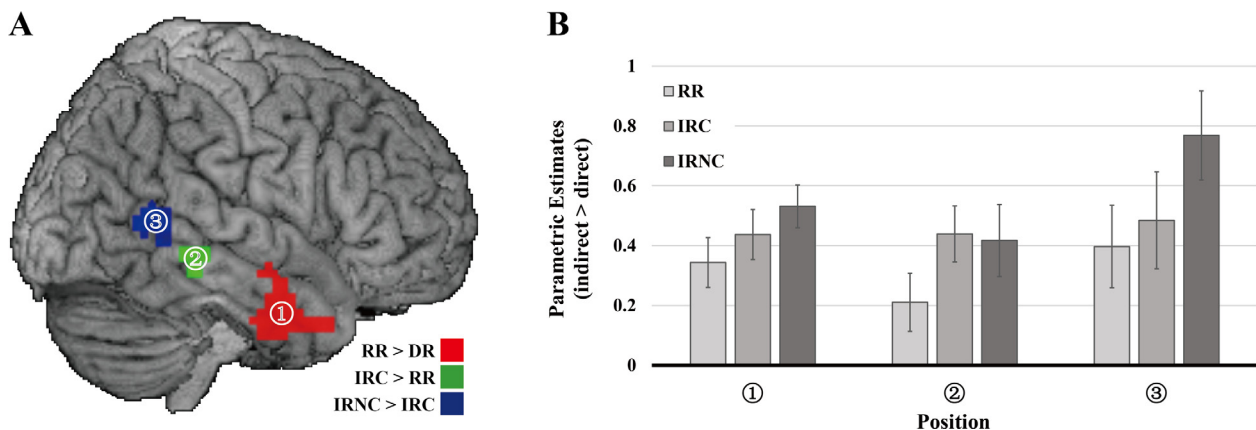 A
③
②
①
RR > DR
IRC > RR
IRNC > IRC
B
Parametric Estimates
(indirect > direct)
1
0.8
0.6
0.4
0.2
0
RR
IRC
IRNC
① ② ③
Position